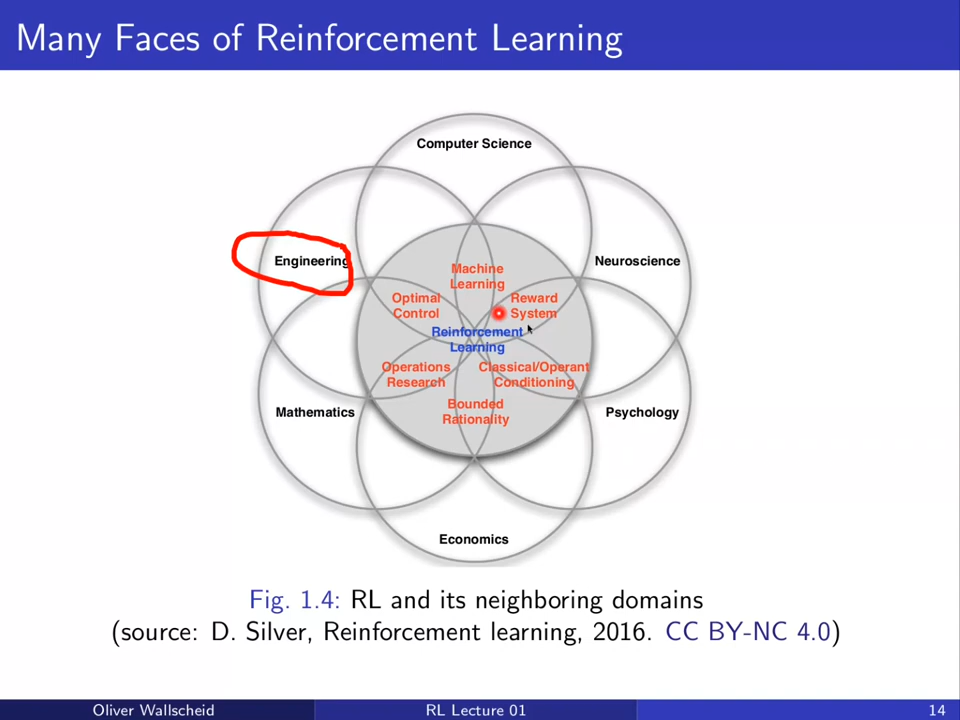 Many Faces of Reinforcement Learning
Computer Science
Engineering
Neuroscience
Machine
Learning
Optimal
Control
Reward
System
Reinforcement
Learning
Operations
Research
Classical/Operant
Conditioning
Bounded
Rationality
Mathematics
Psychology
Economics
Fig. 1.4: RL and its neighboring domains
(source: D. Silver, Reinforcement learning, 2016. CC BY-NC 4.0)
Oliver Wallscheid
RL Lecture 01
14